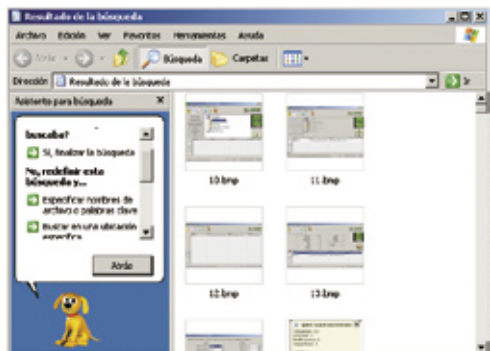 Resultado de la búsqueda
Archivo Edición Ver Favoritos Herramientas Ayuda
Atrás Búsqueda Carpetas
Dirección Resultado de la búsqueda Ir
Asistente para búsqueda
buscaba?
Sí, finalizar la búsqueda
No, redefinir esta
búsqueda y...
Especificar nombres de
archivo o palabras clave
Buscar en una ubicación
específica
Atrás
10.bmp 11.bmp
12.bmp 13.bmp